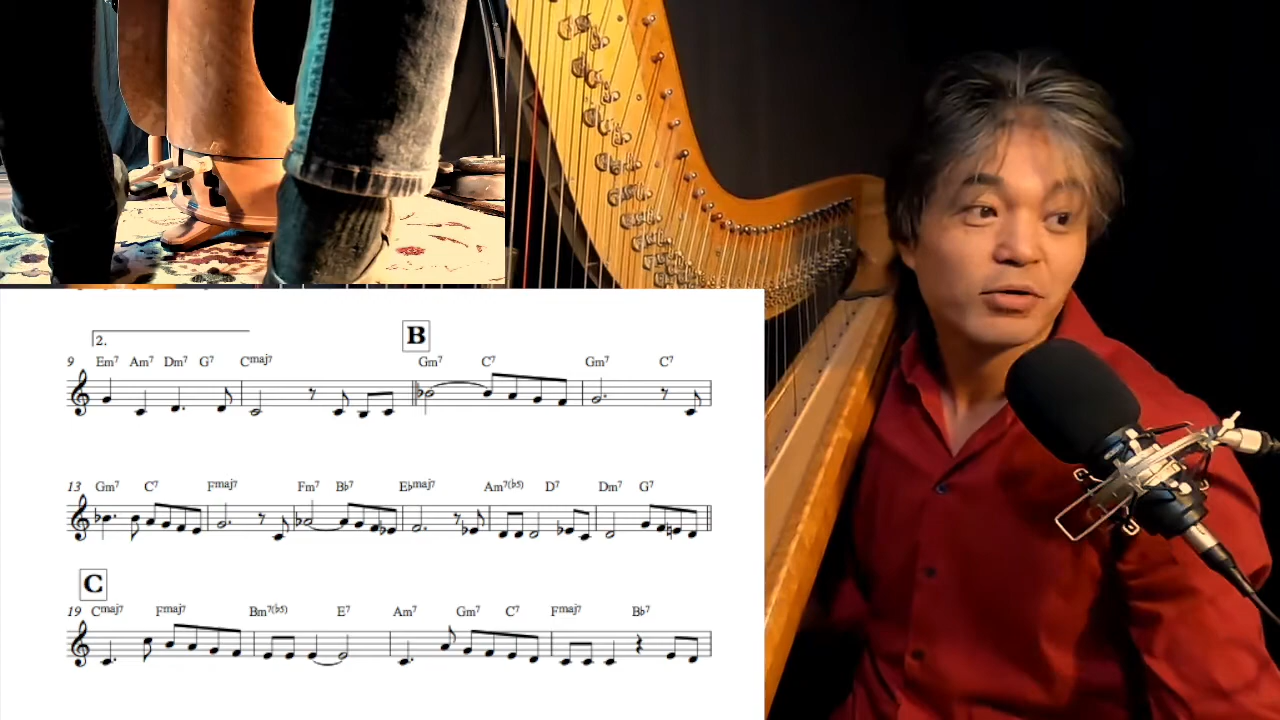 2.
B
9 Em7 Am7 Dm7 G7 Cmaj7 Gm7 C7 Gm7 C7
13 Gm7 C7 Fmaj7 Fm7 Bb7 Ebmaj7 Am7(b5) D7 Dm7 G7
C
19 Cmaj7 Fmaj7 Bm7(b5) E7 Am7 Gm7 C7 Fmaj7 Bb7